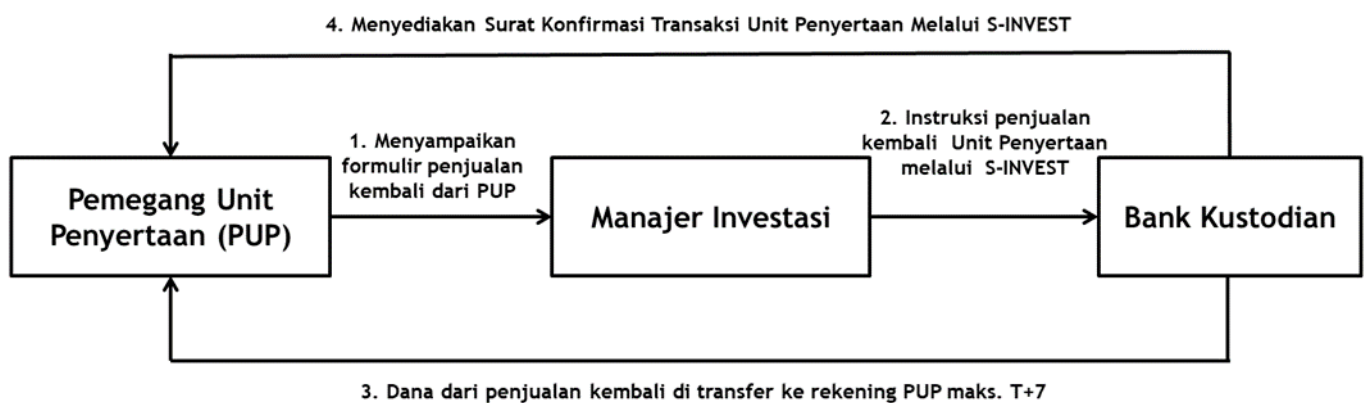 4. Menyediakan Surat Konfirmasi Transaksi Unit Penyertaan Melalui S-INVEST
1. Menyampaikan
formulir penjualan
kembali dari PUP
2. Instruksi penjualan
kembali Unit Penyertaan
melalui S-INVEST
Pemegang Unit
Penyertaan (PUP)
Manajer Investasi
Bank Kustodian
3. Dana dari penjualan kembali di transfer ke rekening PUP maks. T+7